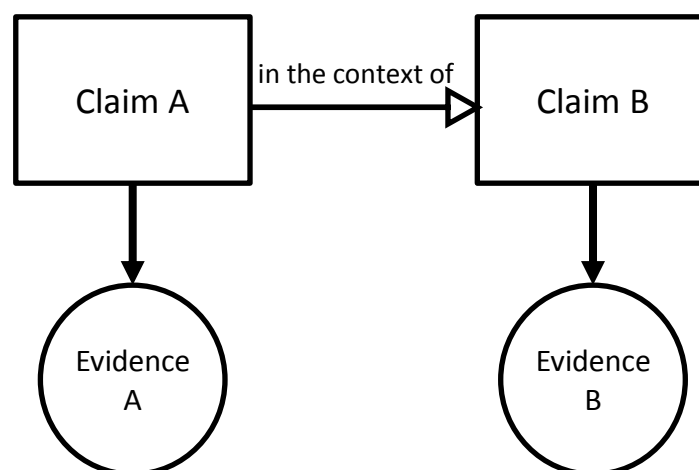 in the context of
Claim A
Claim B
Evidence
A
Evidence
B